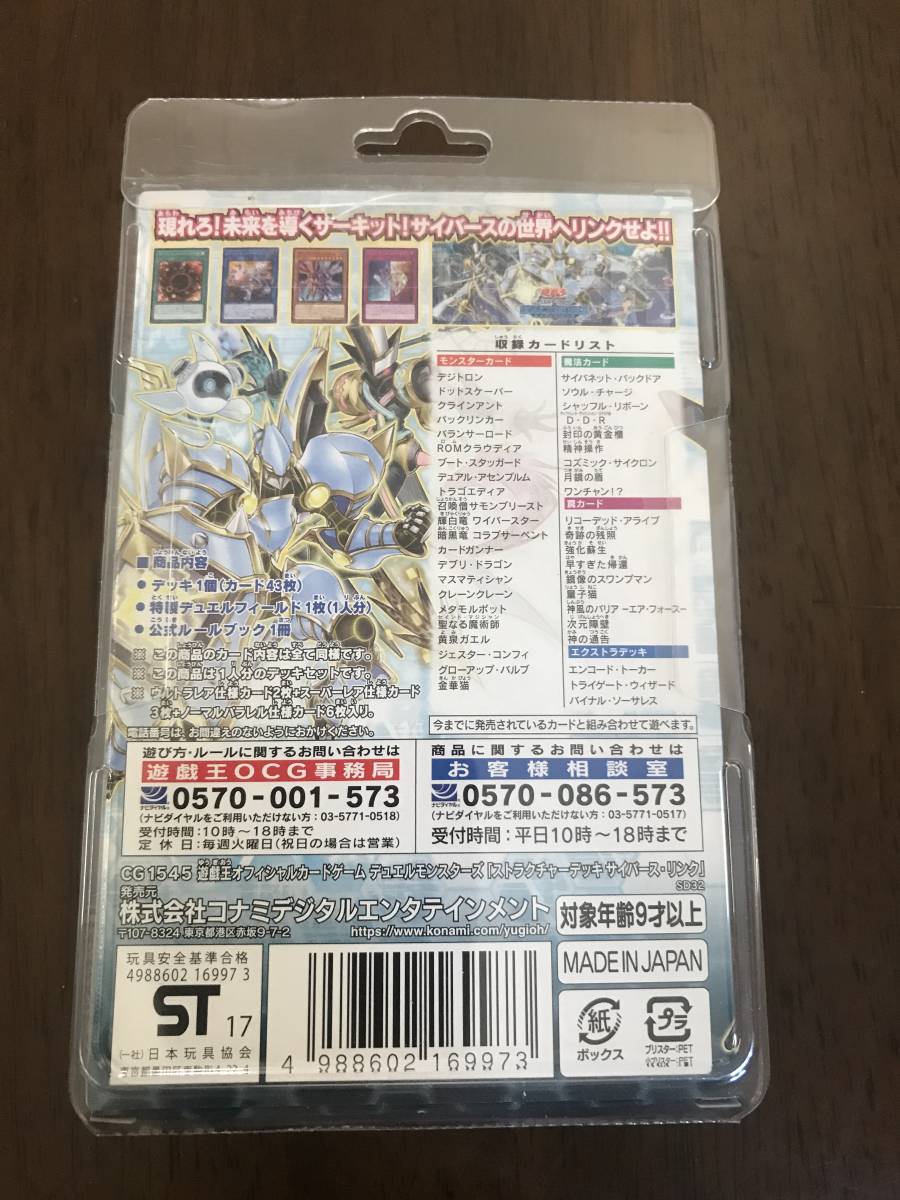 現れろ!未来を導くサーキット!サイバースの世界へリンクせよ!!
収録カードリスト
モンスターカード
デジトロン
ドットスケーパー
クラインアント
バックリンカー
バランサーロード
ROMクラウディア
ブート・スタッガード
デュアル・アセンブルム
トラゴエディア
召喚僧サモンプリースト
輝白竜 ワイバースター
暗黒竜 コラプサーペント
カードガンナー
デブリ・ドラゴン
マスマティシャン
クレーンクレーン
メタモルポット
聖なる魔術師
黄泉ガエル
ジェスター・コンフィ
グローアップ・バルブ
金華猫
魔法カード
サイバネット・バックドア
ソウル・チャージ
シャッフル・リボーン
D・D・R
封印の黄金櫃
精神操作
コズミック・サイクロン
月鏡の盾
ワンチャン!?
罠カード
リコーデッド・アライブ
奇跡の残照
強化蘇生
早すぎた帰還
鏡像のスワンプマン
量子猫
神風のバリア −エア・フォース−
次元障壁
神の通告
エクストラデッキ
エンコード・トーカー
トライゲート・ウィザード
バイナル・ソーサレス
今までに発売されているカードと組み合わせて遊べます。
■商品内容
● デッキ1個(カード43枚)
● 特製デュエルフィールド1枚(1人分)
● 公式ルールブック1冊
※この商品のカード内容は全て同様です。
※この商品は1人分のデッキセットです。
※ウルトラレア仕様カード2枚+スーパーレア仕様カード
3枚+ノーマルパラレル仕様カード6枚入り。
電話番号は、お間違えのないようにおかけください。
遊び方・ルールに関するお問い合わせは
遊戯王OCG事務局
ナビダイヤル 0570-001-573
(ナビダイヤルをご利用いただけない方:03-5771-0518)
受付時間:10時〜18時まで
定休日:毎週火曜日(祝日の場合は営業)
商品に関するお問い合わせは
お客様相談室
ナビダイヤル 0570-086-573
(ナビダイヤルをご利用いただけない方:03-5771-0517)
受付時間:平日10時〜18時まで
CG1545 遊戯王オフィシャルカードゲーム デュエルモンスターズ「ストラクチャーデッキ サイバース・リンク」
SD32
発売元
株式会社コナミデジタルエンタテインメント
〒107-8324 東京都港区赤坂9-7-2 https://www.konami.com/yugioh/
対象年齢9才以上
MADE IN JAPAN
玩具安全基準合格
4988602 16997 3
ST 17
(一社)日本玩具協会
4 988602 169973
紙
ボックス
プラ
ブリスター:PET
小ブリスター:PET